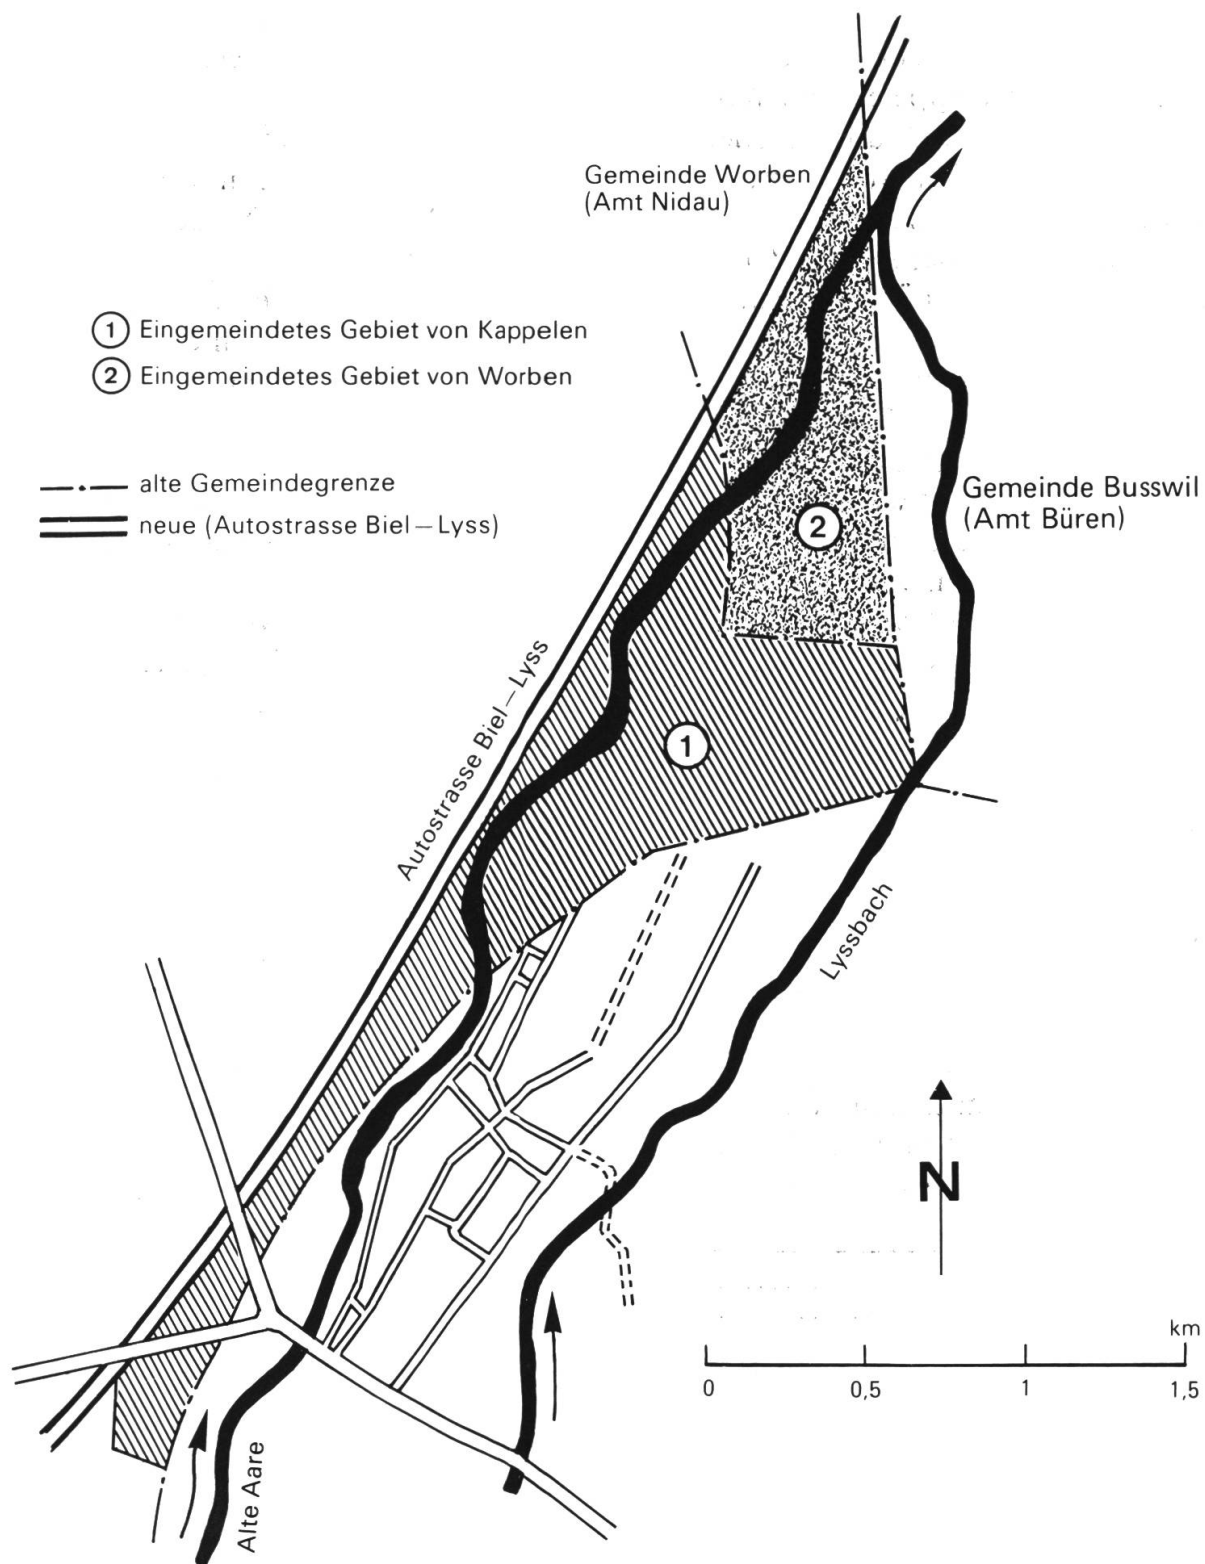 Gemeinde Worben
(Amt Nidau)
1 Eingemeindetes Gebiet von Kappelen
2 Eingemeindetes Gebiet von Worben
alte Gemeindegrenze
neue (Autostrasse Biel–Lyss)
Gemeinde Busswil
(Amt Büren)
2
Autostrasse Biel–Lyss
1
Lyssbach
N
km
0 0,5 1 1,5
Alte Aare